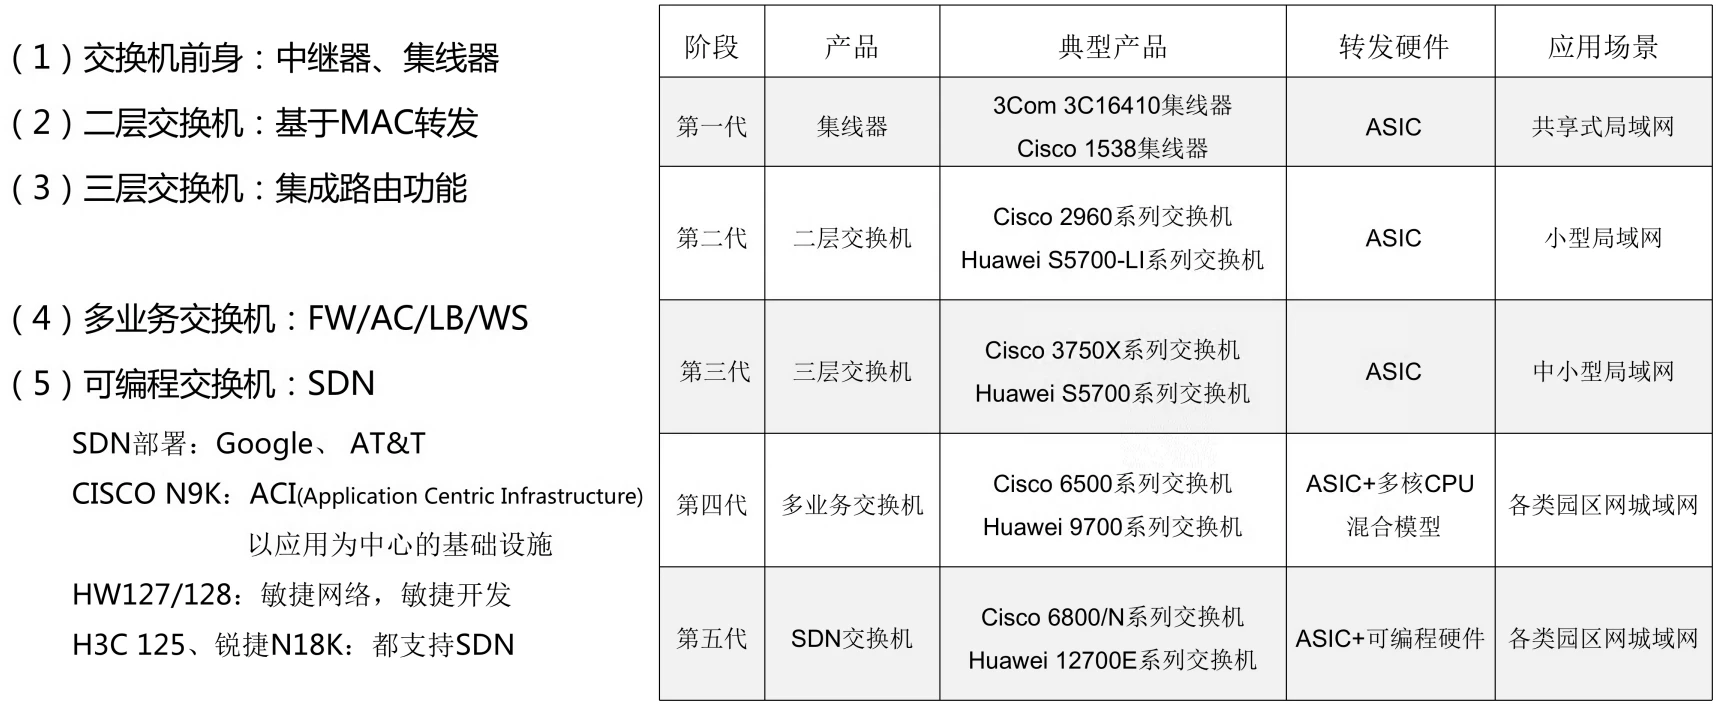 （1）交换机前身：中继器、集线器
（2）二层交换机：基于MAC转发
（3）三层交换机：集成路由功能
（4）多业务交换机：FW/AC/LB/WS
（5）可编程交换机：SDN
SDN部署：Google、 AT&T
CISCO N9K：ACI(Application Centric Infrastructure)
以应用为中心的基础设施
HW127/128：敏捷网络，敏捷开发
H3C 125、锐捷N18K：都支持SDN
阶段 产品 典型产品 转发硬件 应用场景
第一代 集线器 3Com 3C16410集线器 ASIC 共享式局域网
Cisco 1538集线器
第二代 二层交换机 Cisco 2960系列交换机 ASIC 小型局域网
Huawei S5700-LI系列交换机
第三代 三层交换机 Cisco 3750X系列交换机 ASIC 中小型局域网
Huawei S5700系列交换机
第四代 多业务交换机 Cisco 6500系列交换机 ASIC+多核CPU 各类园区网城域网
Huawei 9700系列交换机 混合模型
第五代 SDN交换机 Cisco 6800/N系列交换机 ASIC+可编程硬件 各类园区网城域网
Huawei 12700E系列交换机